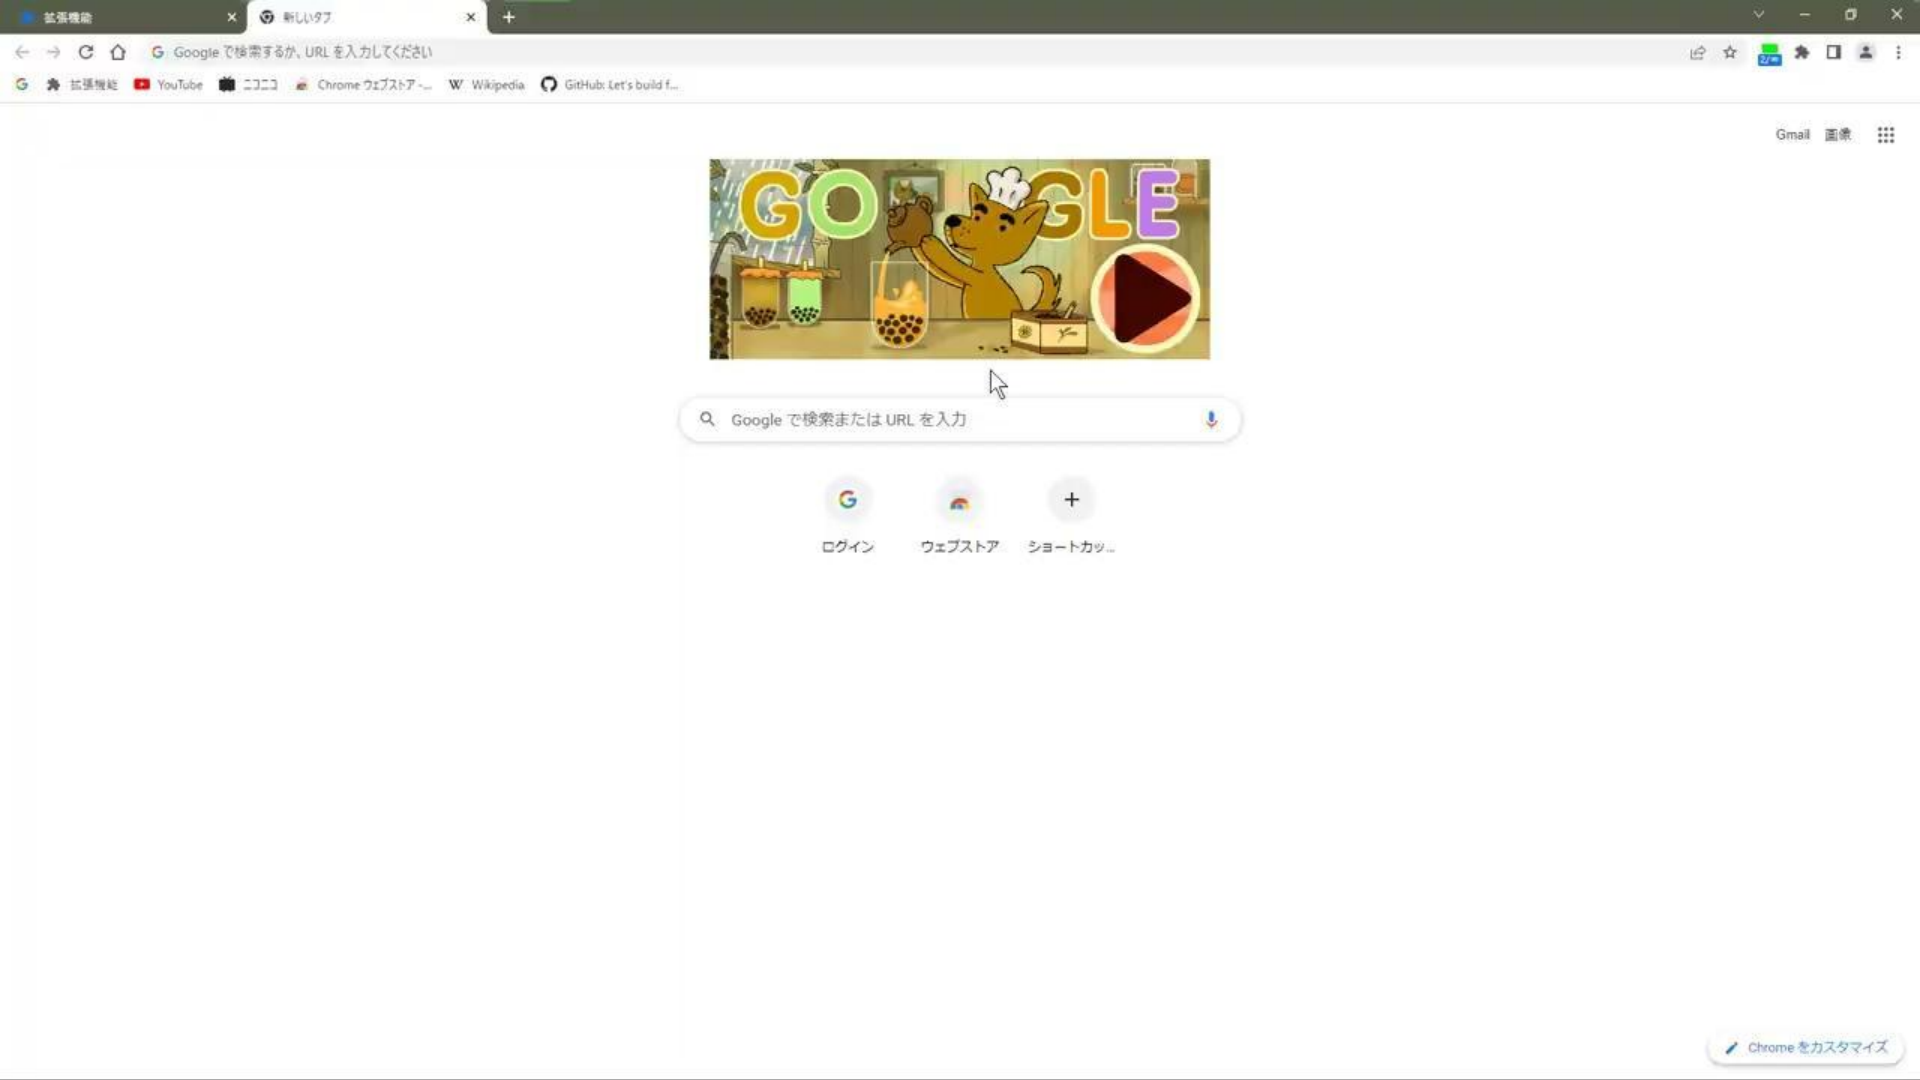 拡張機能
新しいタブ
Google で検索するか、URL を入力してください
2/∞
拡張機能
YouTube
ニコニコ
Chrome ウェブストア -...
Wikipedia
GitHub: Let's build f...
Gmail
画像
GOOGLE
Google で検索または URL を入力
ログイン
ウェブストア
ショートカッ...
Chrome をカスタマイズ